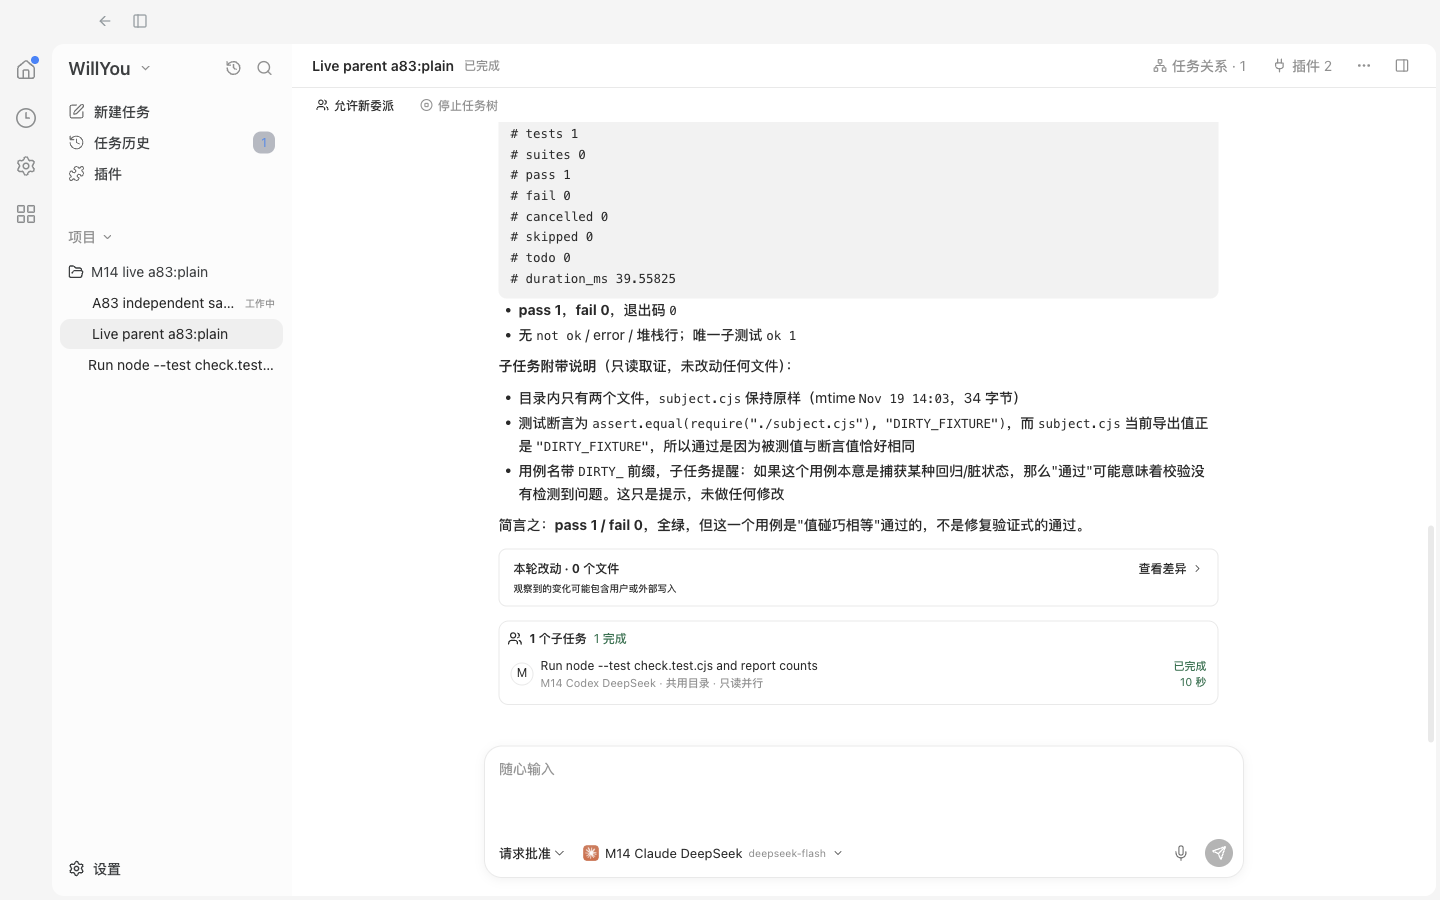 WillYou
新建任务
任务历史
1
插件
项目
M14 live a83:plain
A83 independent sa... 工作中
Live parent a83:plain
Run node --test check.test...
设置
Live parent a83:plain 已完成
任务关系 · 1
插件 2
允许新委派
停止任务树
# tests 1
# suites 0
# pass 1
# fail 0
# cancelled 0
# skipped 0
# todo 0
# duration_ms 39.55825
• pass 1，fail 0，退出码 0
• 无 not ok / error / 堆栈行；唯一子测试 ok 1
子任务附带说明（只读取证，未改动任何文件）：
• 目录内只有两个文件，subject.cjs 保持原样（mtime Nov 19 14:03，34 字节）
• 测试断言为 assert.equal(require("./subject.cjs"), "DIRTY_FIXTURE")，而 subject.cjs 当前导出值正
是 "DIRTY_FIXTURE"，所以通过是因为被测值与断言值恰好相同
• 用例名带 DIRTY_ 前缀，子任务提醒：如果这个用例本意是捕获某种回归/脏状态，那么"通过"可能意味着校验没
有检测到问题。这只是提示，未做任何修改
简言之：pass 1 / fail 0，全绿，但这一个用例是"值碰巧相等"通过的，不是修复验证式的通过。
本轮改动 · 0 个文件
查看差异
观察到的变化可能包含用户或外部写入
1 个子任务 1 完成
M
Run node --test check.test.cjs and report counts
已完成
M14 Codex DeepSeek · 共用目录 · 只读并行
10 秒
随心输入
请求批准
M14 Claude DeepSeek deepseek-flash